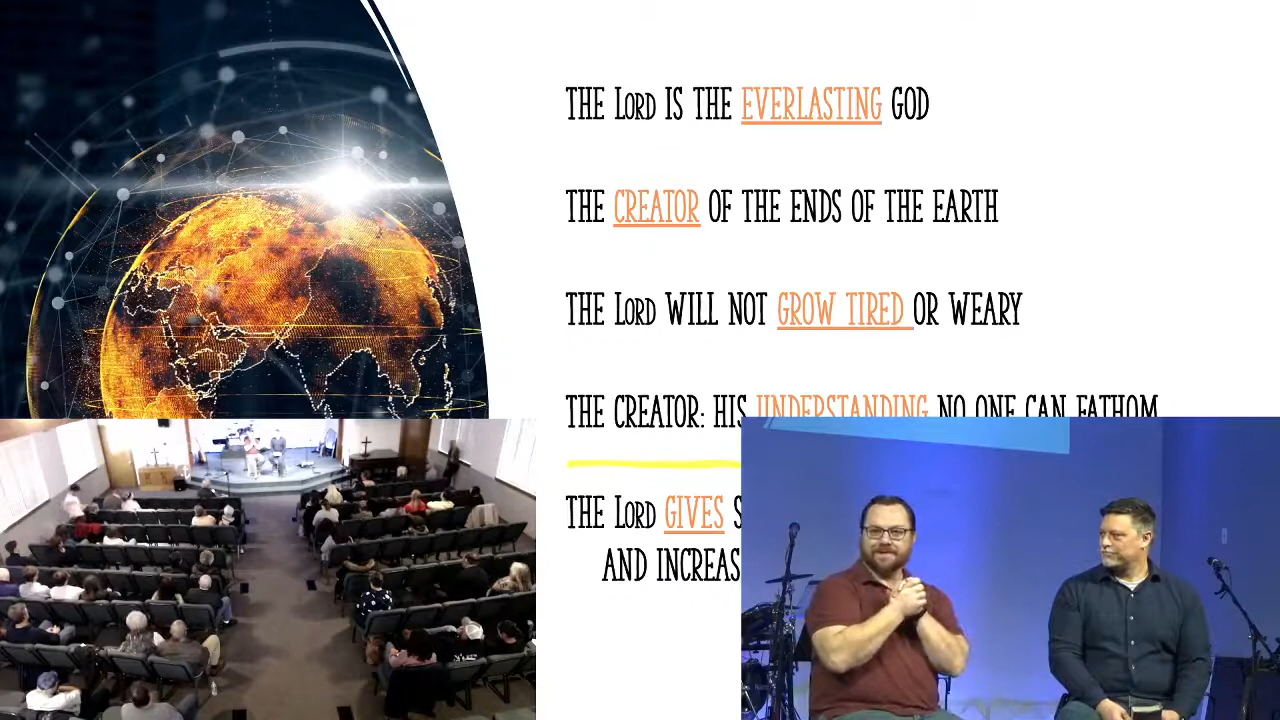 THE Lord IS THE EVERLASTING GOD
THE CREATOR OF THE ENDS OF THE EARTH
THE Lord WILL NOT GROW TIRED OR WEARY
THE CREATOR: HIS UNDERSTANDING NO ONE CAN FATHOM
THE Lord GIVES
AND